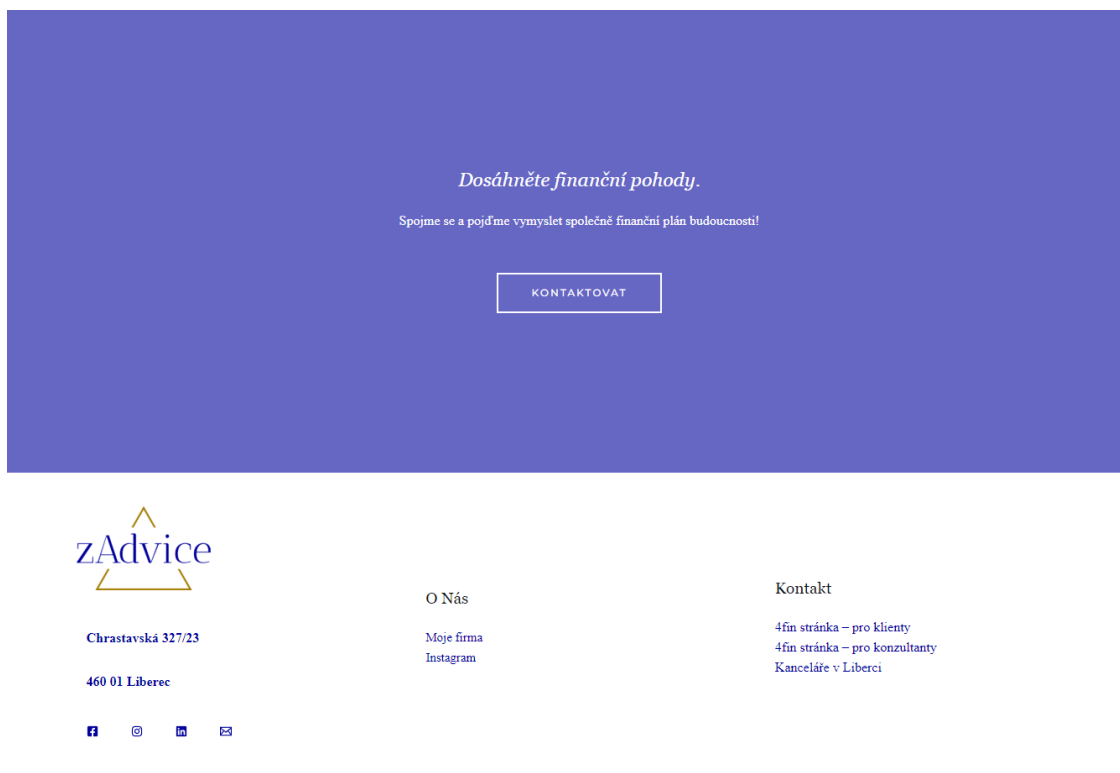 Dosáhněte finanční pohody.
Spojme se a pojďme vymyslet společně finanční plán budoucnosti!
KONTAKTOVAT
zAdvice
Chrastavská 327/23
460 01 Liberec
O Nás
Moje firma
Instagram
Kontakt
4fin stránka – pro klienty
4fin stránka – pro konzultanty
Kanceláře v Liberci